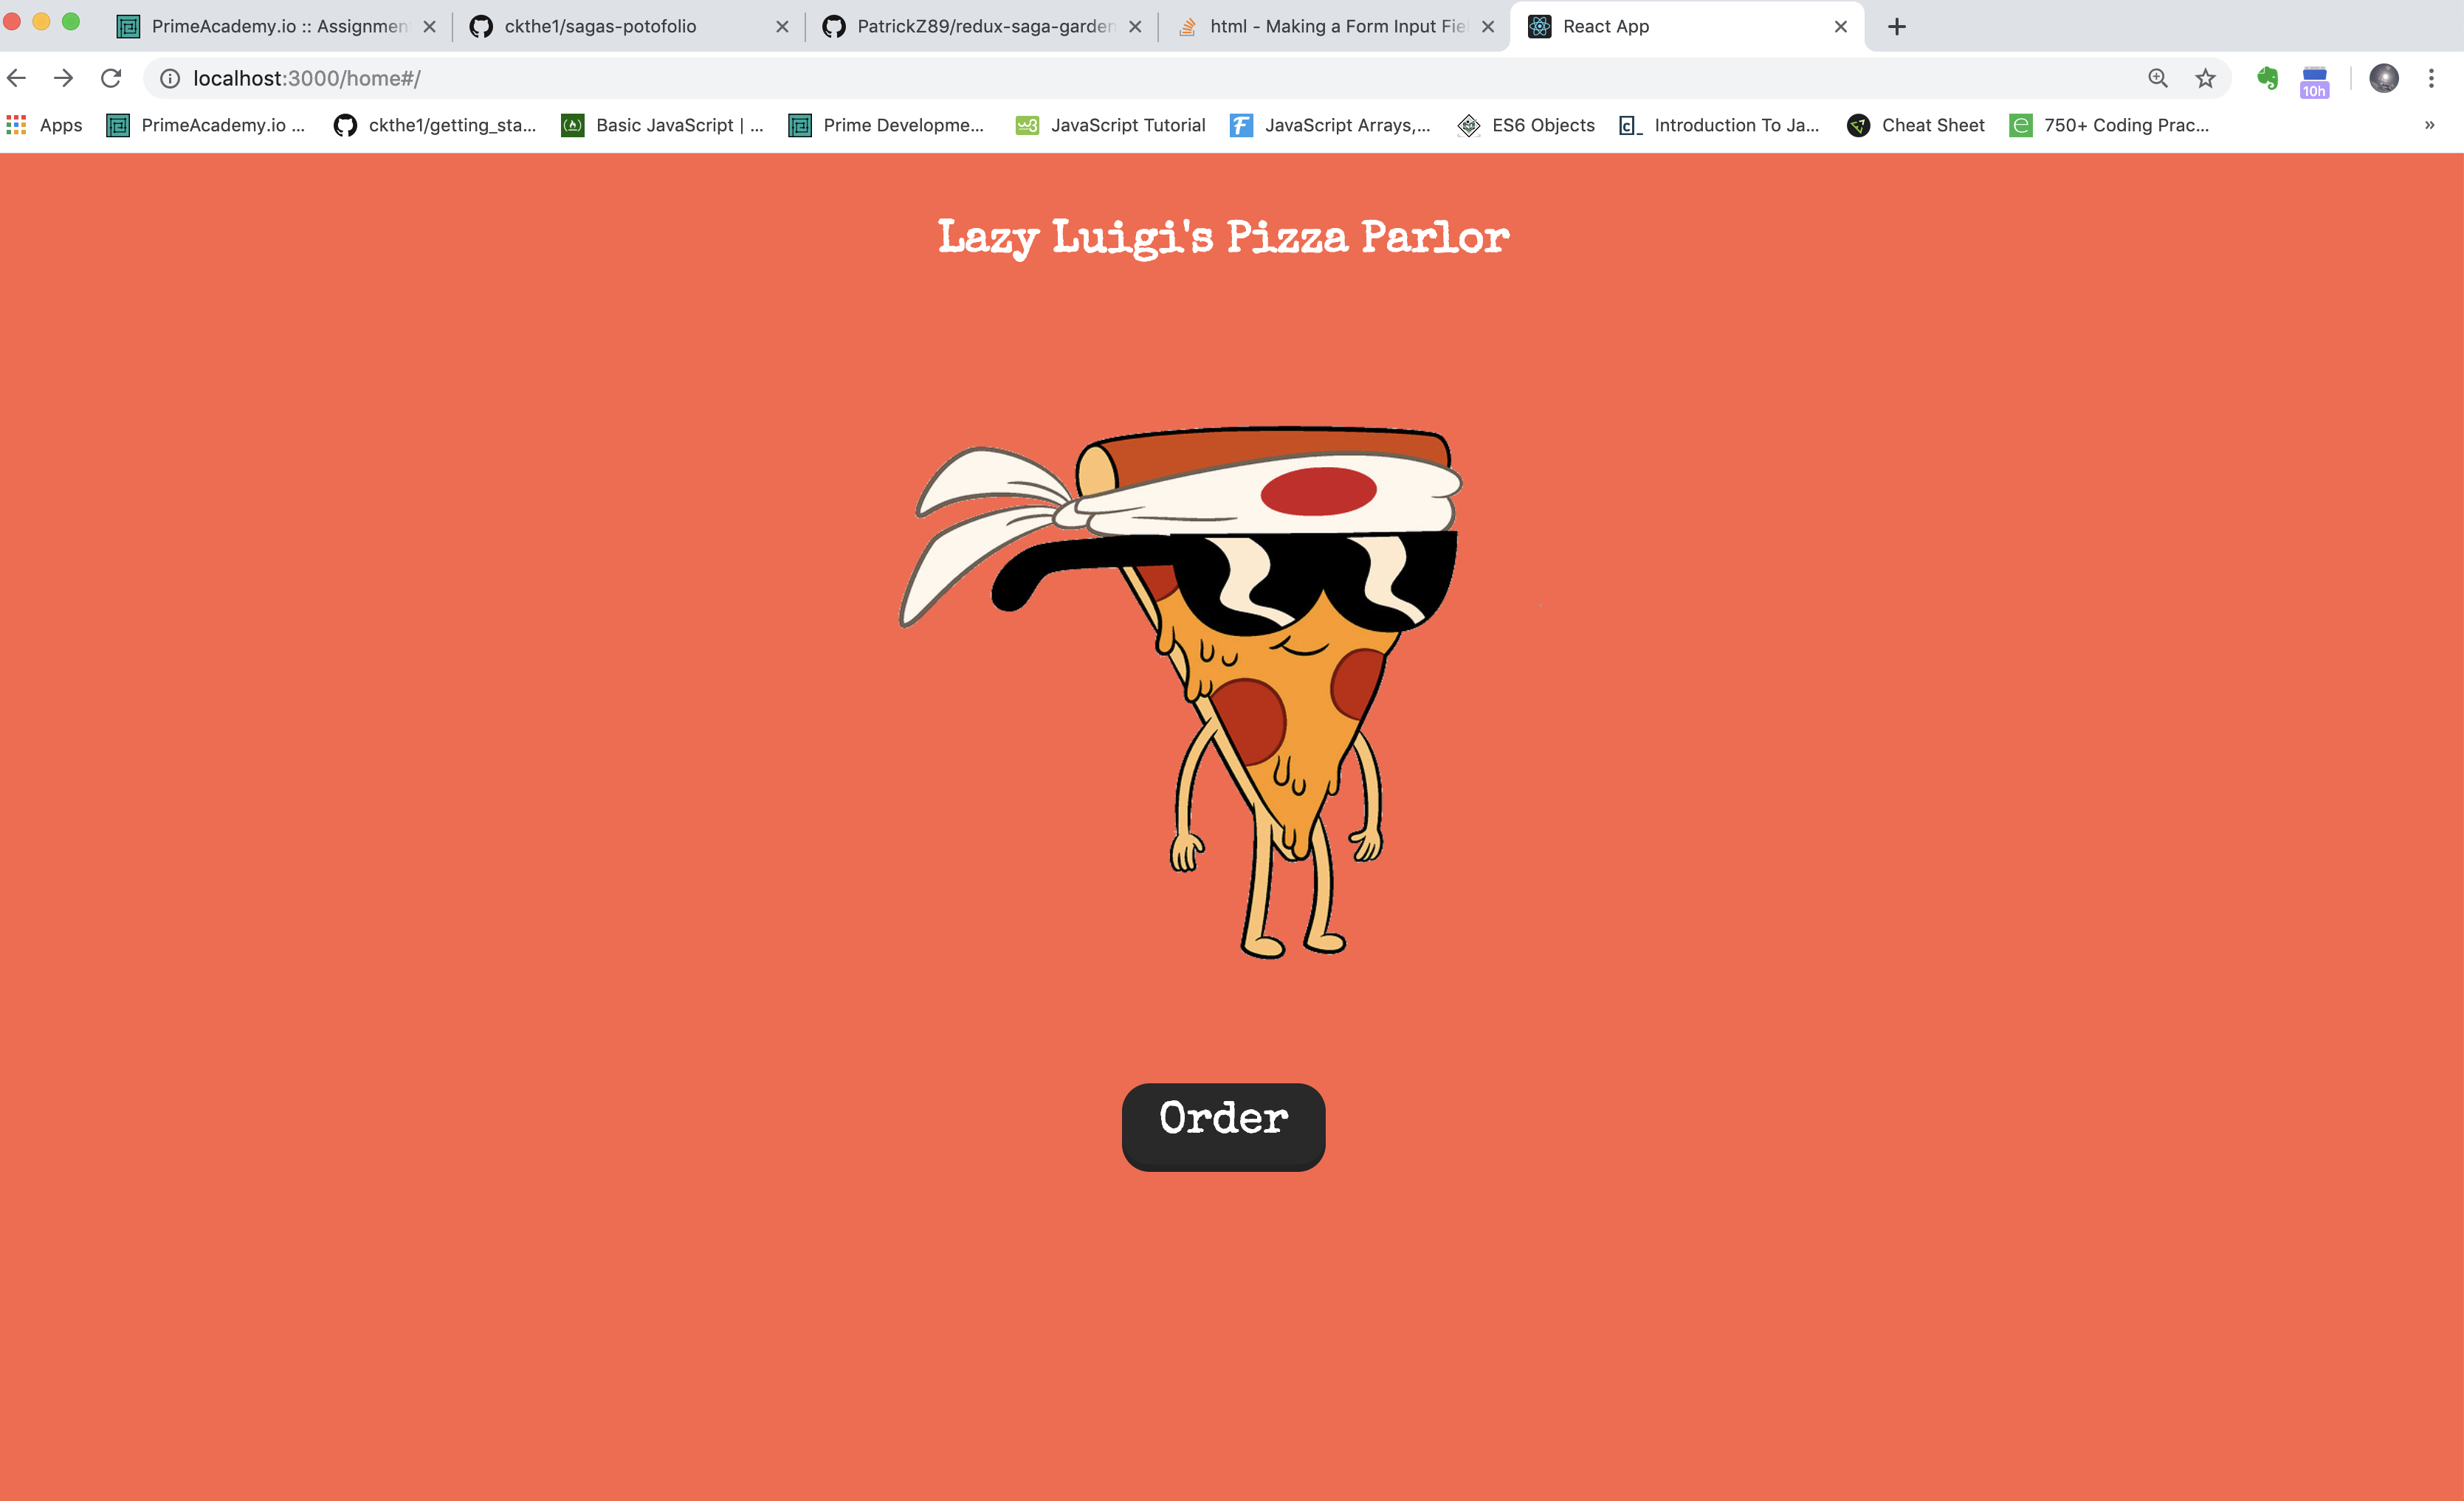 PrimeAcademy.io :: Assignmen
ckthe1/sagas-potofolio
PatrickZ89/redux-saga-garden
html - Making a Form Input Fie
React App
localhost:3000/home#/
10h
Apps
PrimeAcademy.io ...
ckthe1/getting_sta...
Basic JavaScript | ...
Prime Developme...
JavaScript Tutorial
JavaScript Arrays,...
ES6 Objects
Introduction To Ja...
Cheat Sheet
750+ Coding Prac...
»
Lazy Luigi's Pizza Parlor
Order